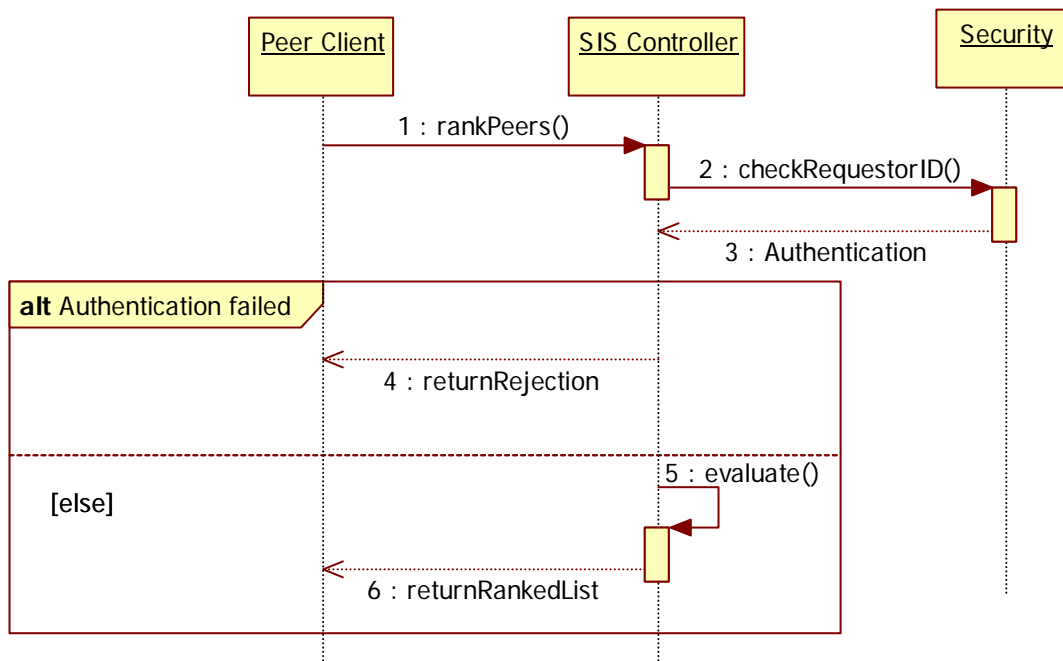 Peer Client
SIS Controller
Security
1 : rankPeers()
2 : checkRequestorID()
3 : Authentication
alt Authentication failed
4 : returnRejection
5 : evaluate()
[else]
6 : returnRankedList